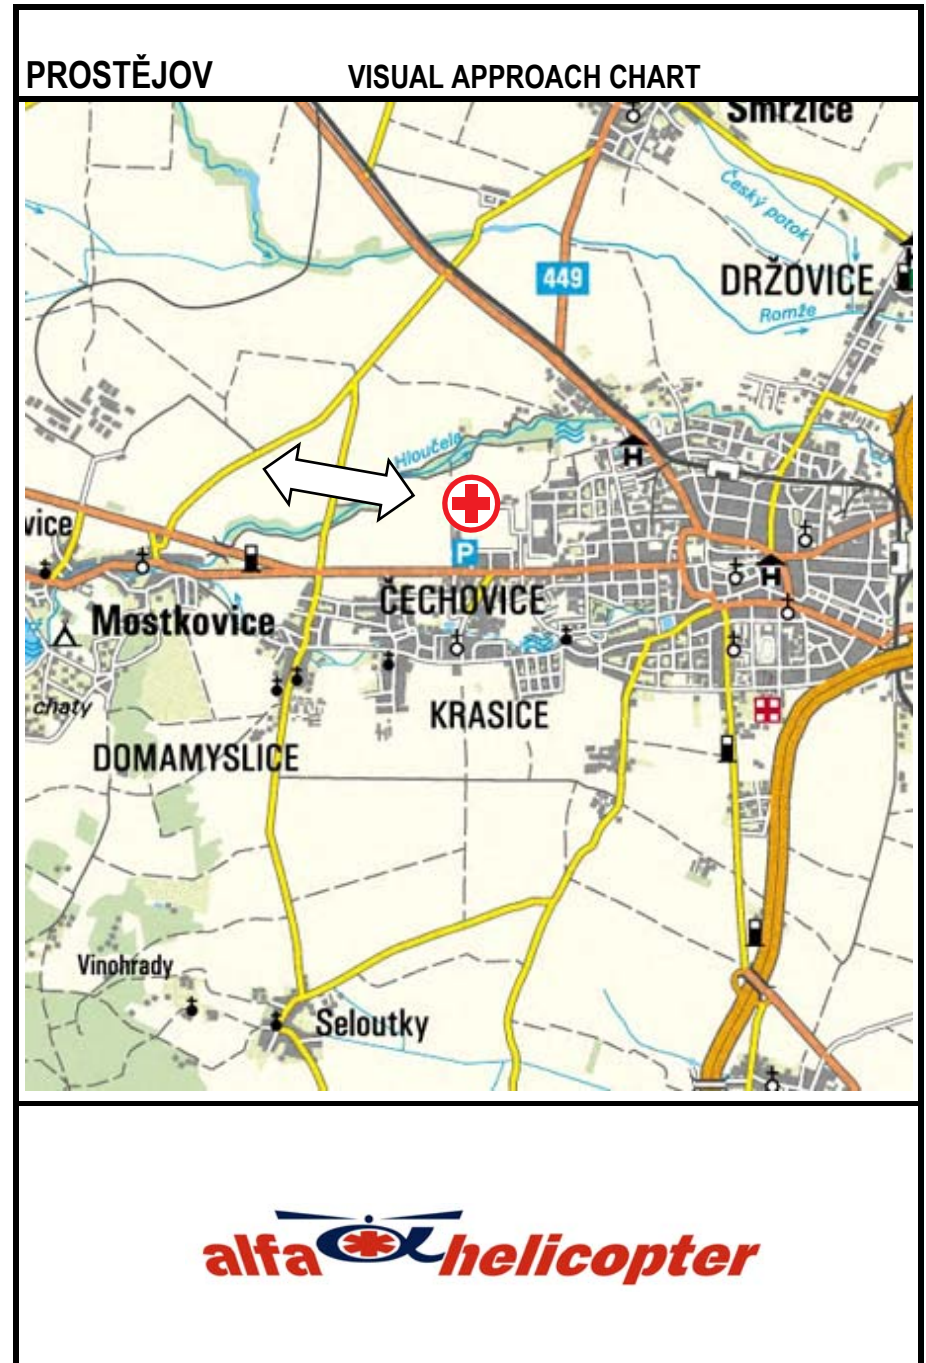 PROSTĚJOV
VISUAL APPROACH CHART
Smržice
Český potok
449
DRŽOVICE
Romže
Hloučela
H
vice
P
H
ČECHOVICE
Mostkovice
chaty
KRASICE
DOMAMYSLICE
Vinohrady
Seloutky
alfa helicopter